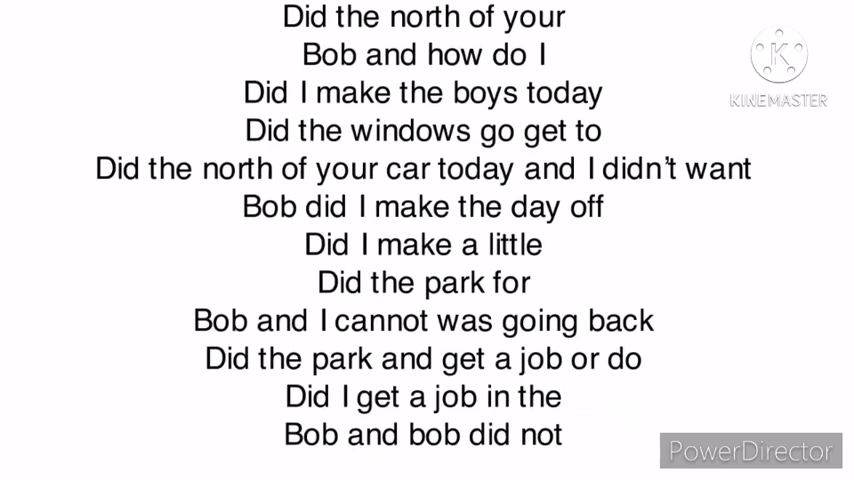 Did the north of your
Bob and how do I
Did I make the boys today
Did the windows go get to
Did the north of your car today and I didn't want
Bob did I make the day off
Did I make a little
Did the park for
Bob and I cannot was going back
Did the park and get a job or do
Did I get a job in the
Bob and bob did not
K
KINEMASTER
PowerDirector